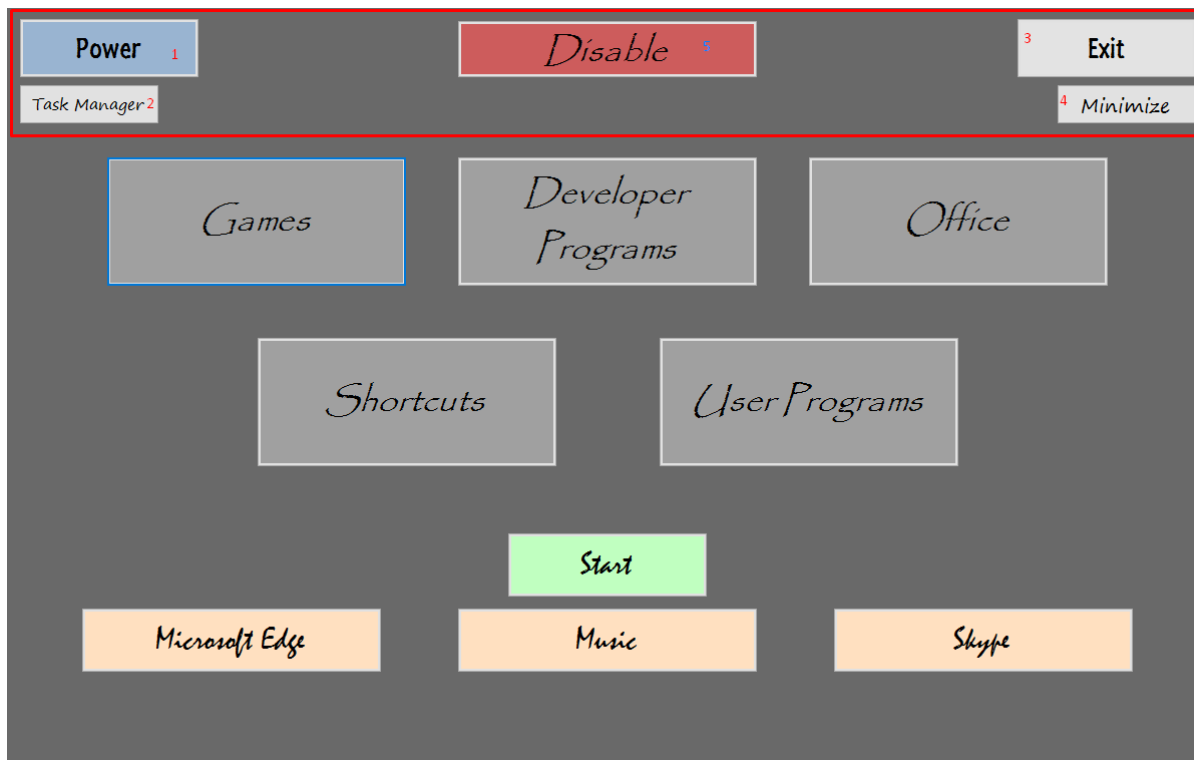 Power 1
Disable 5
3 Exit
Task Manager 2
4 Minimize
Games
Developer
Programs
Office
Shortcuts
User Programs
Start
Microsoft Edge
Music
Skype